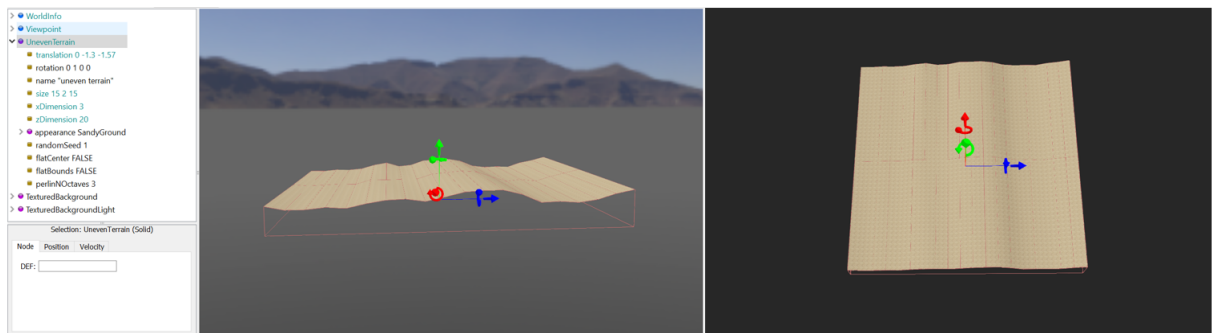 WorldInfo
Viewpoint
UnevenTerrain
translation 0 -1.3 -1.57
rotation 0 1 0 0
name "uneven terrain"
size 15 2 15
xDimension 3
zDimension 20
appearance SandyGround
randomSeed 1
flatCenter FALSE
flatBounds FALSE
perlinNOctaves 3
TexturedBackground
TexturedBackgroundLight
Selection: UnevenTerrain (Solid)
Node Position Velocity
DEF: